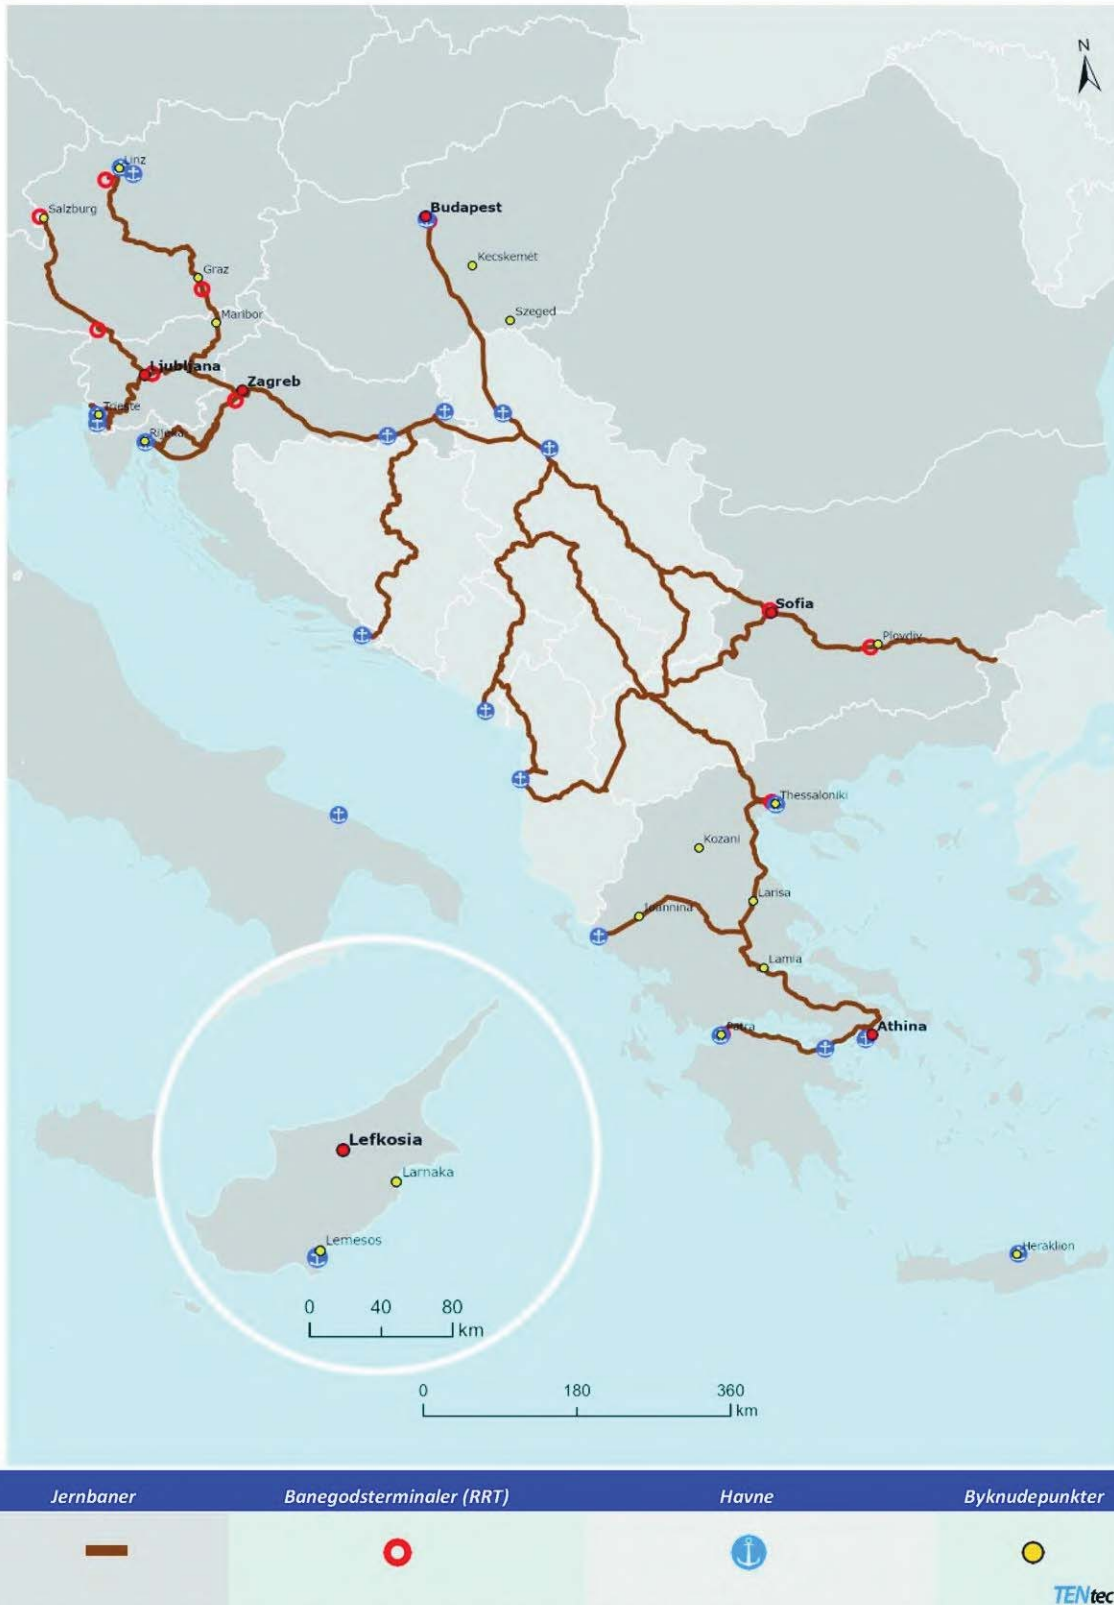 N
Linz
Salzburg
Budapest
Kecskemét
Graz
Szeged
Maribor
Ljubljana
Zagreb
Trieste
Rijeka
Sofia
Plovdiv
Thessaloniki
Kozani
Larisa
Ioannina
Lamia
Athina
Patra
Lefkosia
Larnaka
Lemesos
Heraklion
0 40 80
km
0 180 360
km
Jernbaner Banegodsterminaler (RRT) Havne Byknudepunkter
TENtec